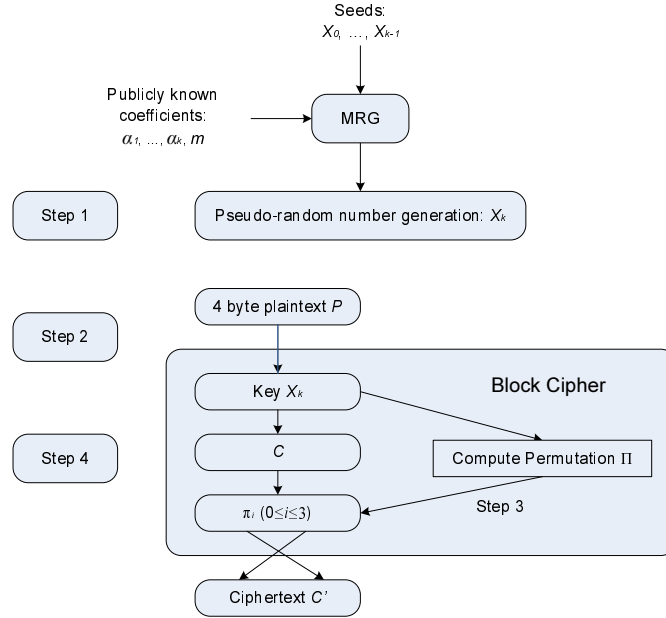 Seeds:
X₀, ..., Xₖ₋₁
Publicly known
coefficients:
α₁, ..., αₖ, m
MRG
Step 1
Pseudo-random number generation: Xₖ
4 byte plaintext P
Step 2
Block Cipher
Key Xₖ
Step 4
C
Compute Permutation Π
πᵢ (0≤i≤3)
Step 3
Ciphertext C’